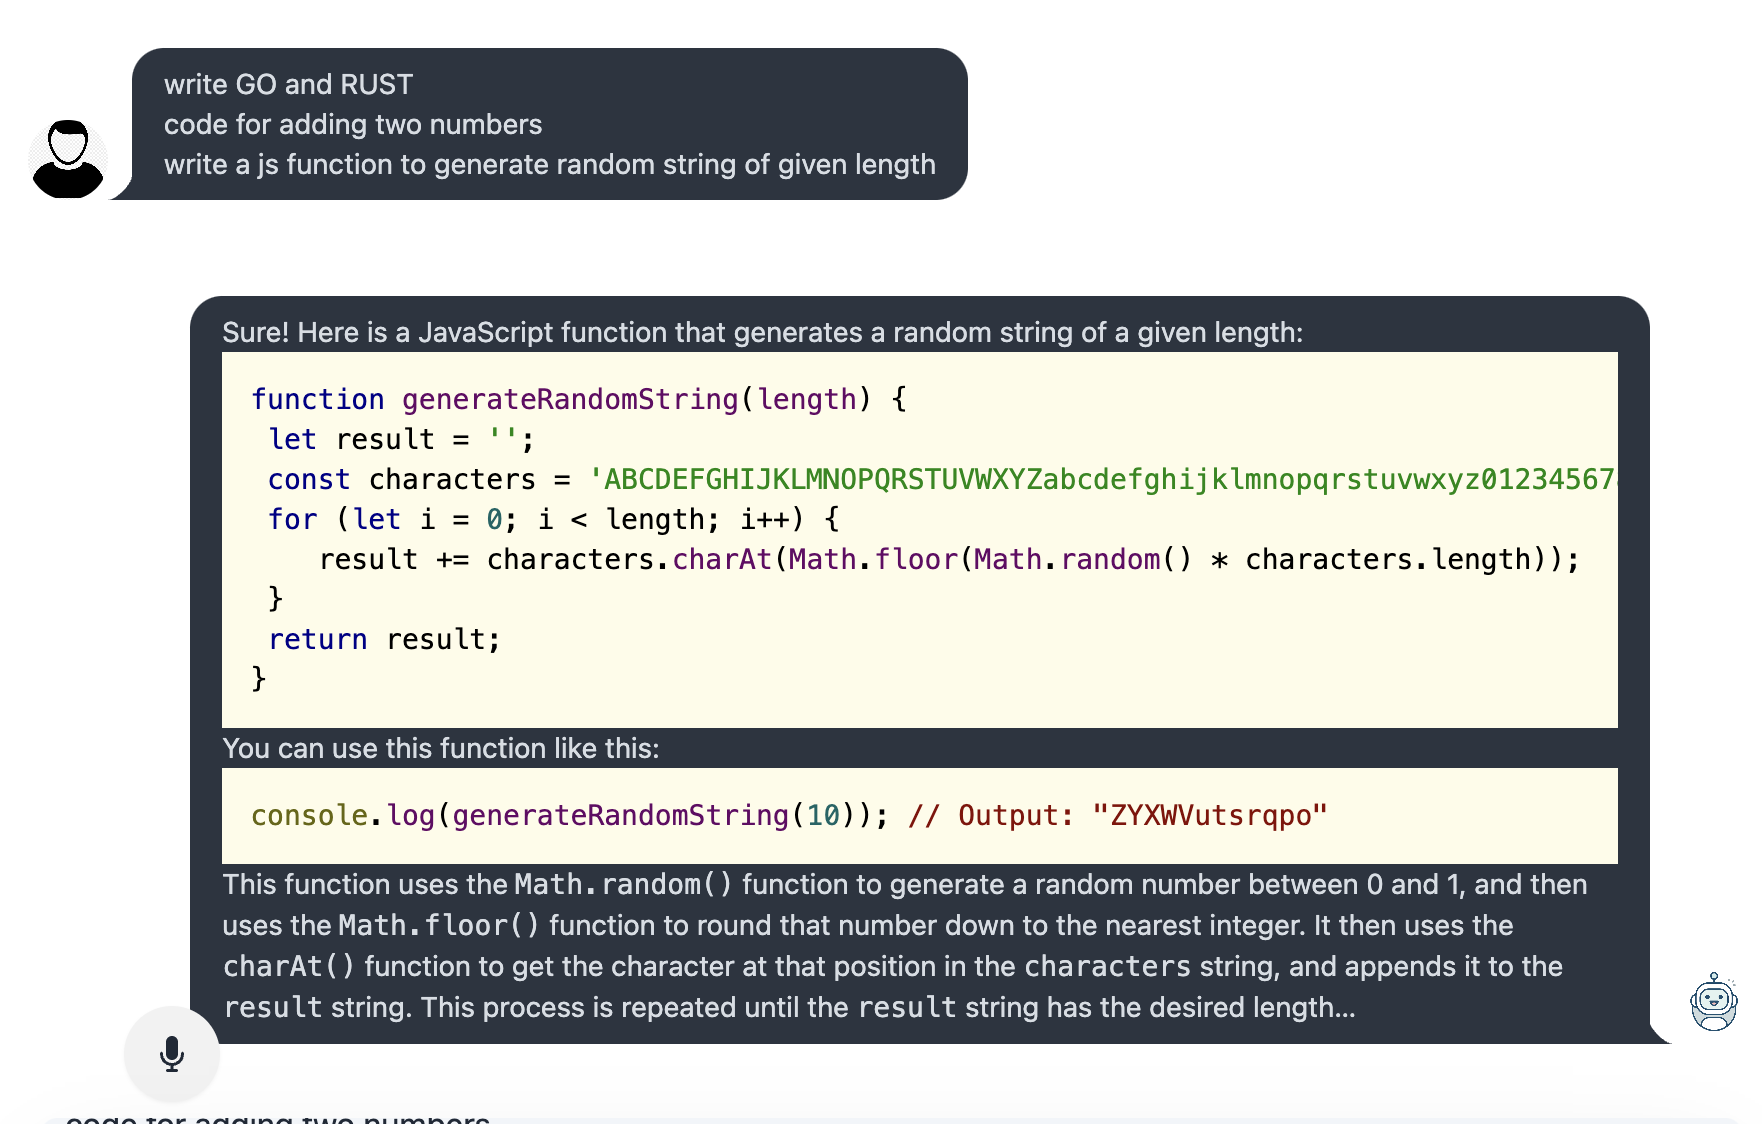 write GO and RUST
code for adding two numbers
write a js function to generate random string of given length
Sure! Here is a JavaScript function that generates a random string of a given length:
function generateRandomString(length) {
let result = '';
const characters = 'ABCDEFGHIJKLMNOPQRSTUVWXYZabcdefghijklmnopqrstuvwxyz01234567
for (let i = 0; i < length; i++) {
result += characters.charAt(Math.floor(Math.random() * characters.length));
}
return result;
}
You can use this function like this:
console.log(generateRandomString(10)); // Output: "ZYXWVutsrqpo"
This function uses the Math.random() function to generate a random number between 0 and 1, and then
uses the Math.floor() function to round that number down to the nearest integer. It then uses the
charAt() function to get the character at that position in the characters string, and appends it to the
result string. This process is repeated until the result string has the desired length...
code for adding two numbers